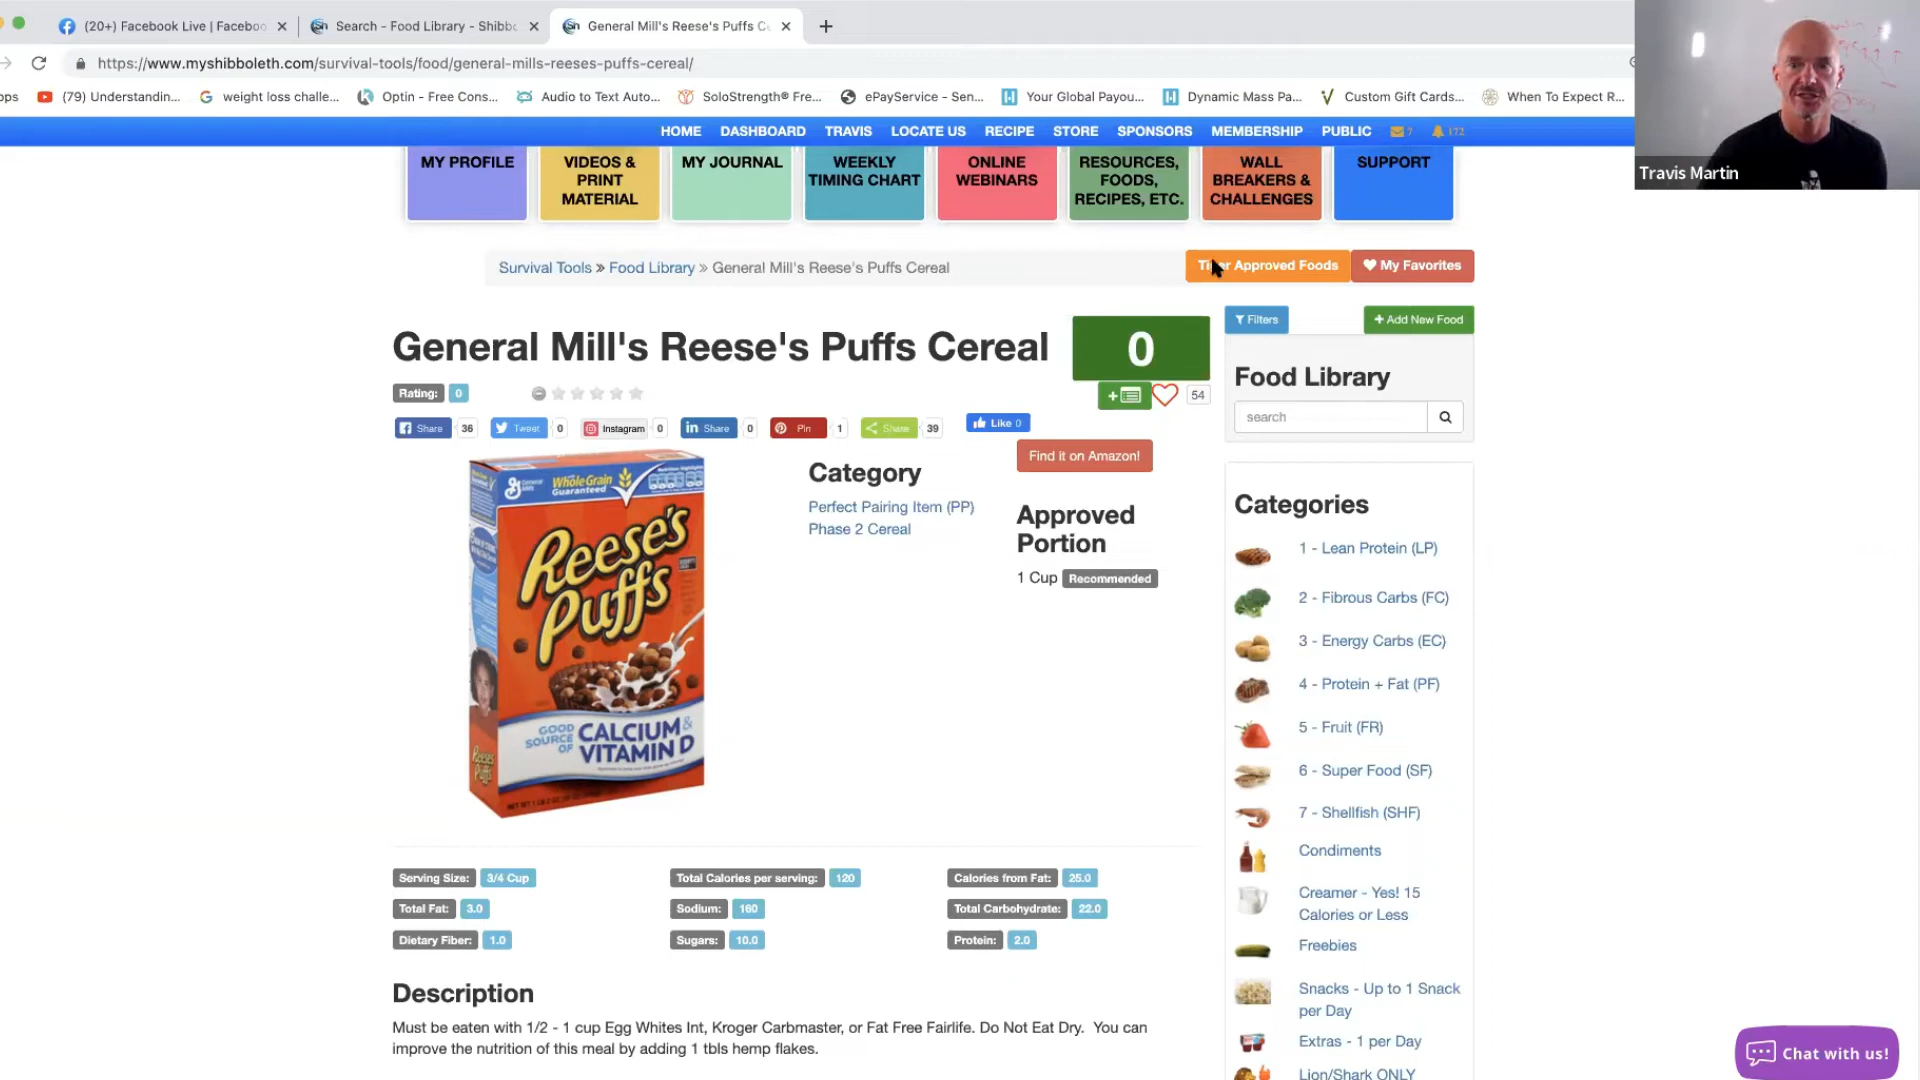 (20+) Facebook Live | Facebo
Search - Food Library - Shibbo
General Mill's Reese's Puffs C
https://www.myshibboleth.com/survival-tools/food/general-mills-reeses-puffs-cereal/
(79) Understandin...
weight loss challe...
Optin - Free Cons...
Audio to Text Auto...
SoloStrength® Fre...
ePayService - Sen...
Your Global Payou...
Dynamic Mass Pa...
Custom Gift Cards...
When To Expect R...
HOME DASHBOARD TRAVIS LOCATE US RECIPE STORE SPONSORS MEMBERSHIP PUBLIC 7 172
Travis Martin
MY PROFILE
VIDEOS &
PRINT
MATERIAL
MY JOURNAL
WEEKLY
TIMING CHART
ONLINE
WEBINARS
RESOURCES,
FOODS,
RECIPES, ETC.
WALL
BREAKERS &
CHALLENGES
SUPPORT
Survival Tools » Food Library » General Mill's Reese's Puffs Cereal
Approved Foods
My Favorites
General Mill's Reese's Puffs Cereal
0
Filters
+ Add New Food
Rating: 0
54
Share 36
Tweet 0
Instagram 0
Share 0
Pin 1
Share 39
Like 0
Find it on Amazon!
Food Library
search
Whole Grain
Guaranteed
Reese's
Puffs
GOOD
SOURCE
OF
CALCIUM &
VITAMIN D
Reese's
Puffs
Category
Perfect Pairing Item (PP)
Phase 2 Cereal
Approved
Portion
1 Cup Recommended
Categories
1 - Lean Protein (LP)
2 - Fibrous Carbs (FC)
3 - Energy Carbs (EC)
4 - Protein + Fat (PF)
5 - Fruit (FR)
6 - Super Food (SF)
7 - Shellfish (SHF)
Condiments
Creamer - Yes! 15
Calories or Less
Freebies
Snacks - Up to 1 Snack
per Day
Extras - 1 per Day
Lion/Shark ONLY
Serving Size: 3/4 Cup
Total Calories per serving: 120
Calories from Fat: 25.0
Total Fat: 3.0
Sodium: 160
Total Carbohydrate: 22.0
Dietary Fiber: 1.0
Sugars: 10.0
Protein: 2.0
Description
Must be eaten with 1/2 - 1 cup Egg Whites Int, Kroger Carbmaster, or Fat Free Fairlife. Do Not Eat Dry. You can
improve the nutrition of this meal by adding 1 tbls hemp flakes.
Chat with us!